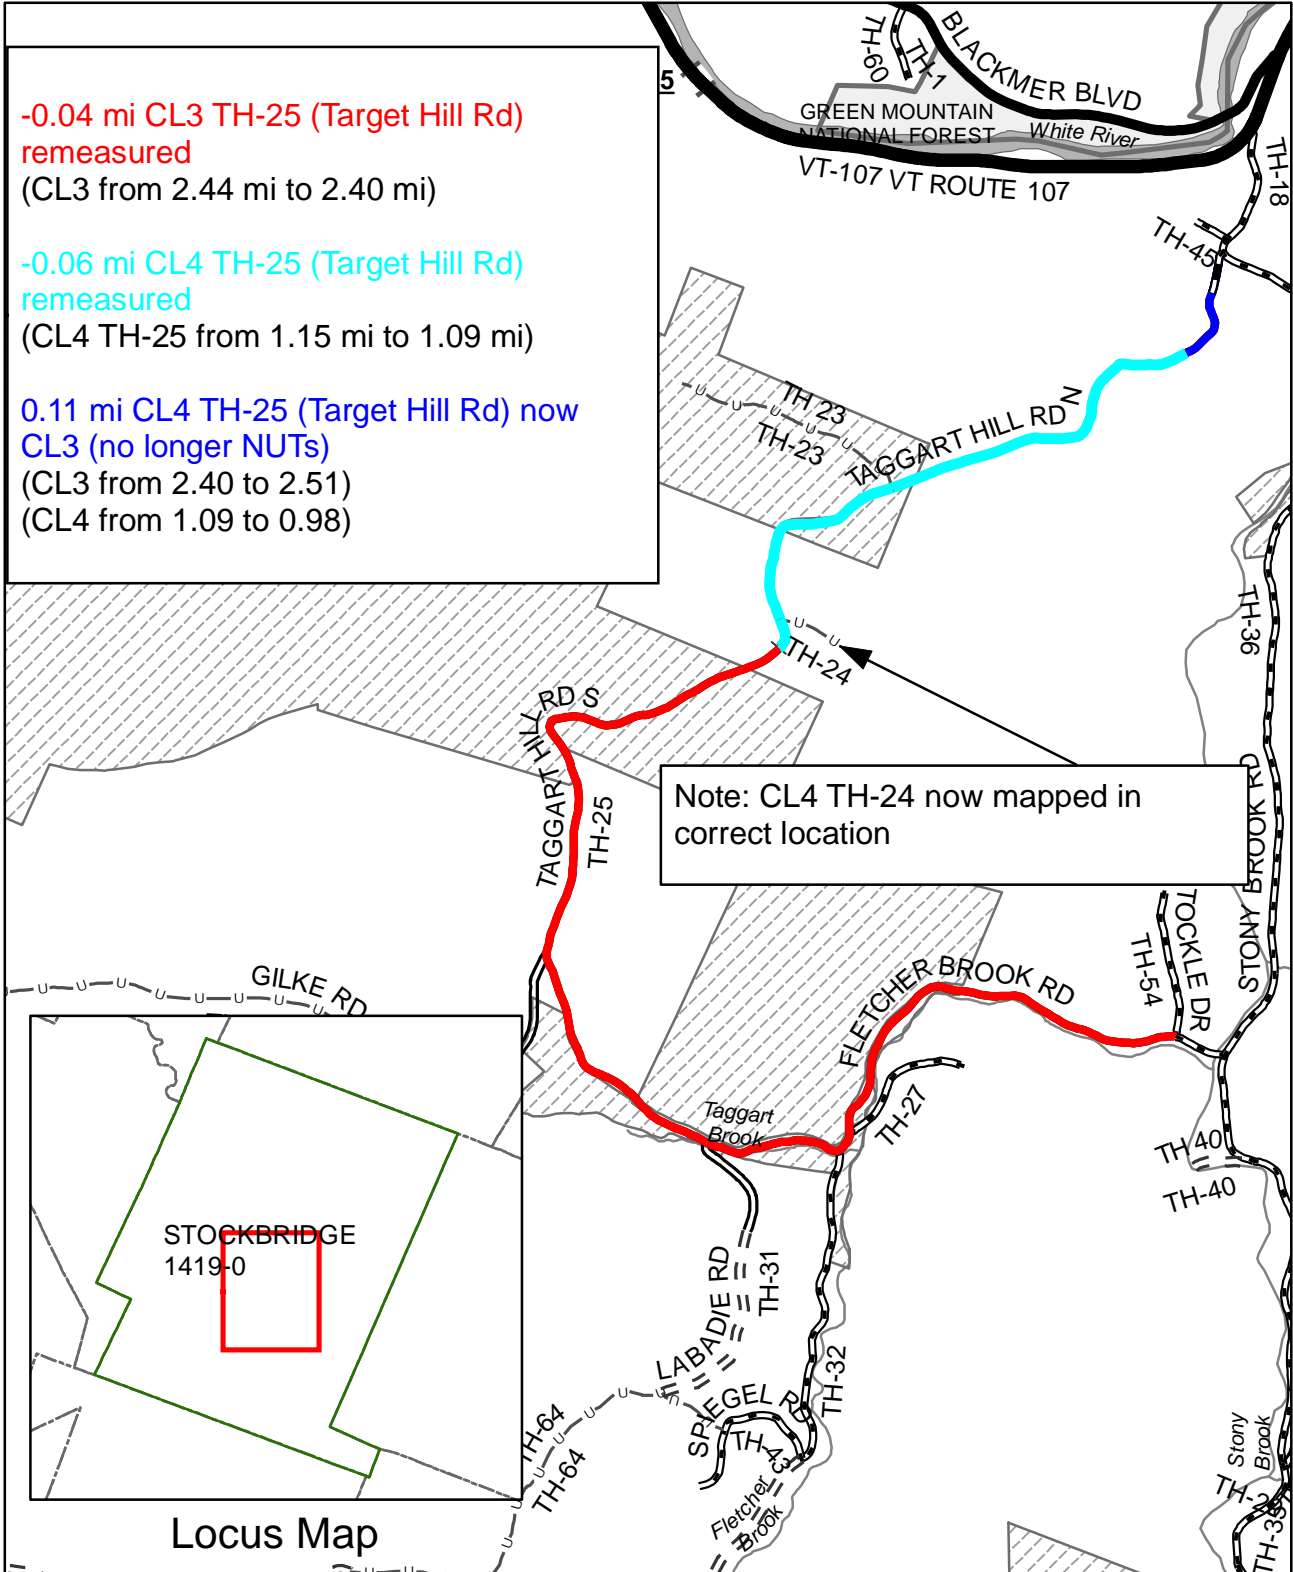 -0.04 mi CL3 TH-25 (Target Hill Rd)
remeasured
(CL3 from 2.44 mi to 2.40 mi)
-0.06 mi CL4 TH-25 (Target Hill Rd)
remeasured
(CL4 TH-25 from 1.15 mi to 1.09 mi)
0.11 mi CL4 TH-25 (Target Hill Rd) now
CL3 (no longer NUTs)
(CL3 from 2.40 to 2.51)
(CL4 from 1.09 to 0.98)
5
TH-60
TH-1
BLACKMER BLVD
GREEN MOUNTAIN
NATIONAL FOREST
White River
VT-107 VT ROUTE 107
TH-18
TH-45
TH 23
TH-23
TAGGART HILL RD N
TH-36
TH-24
TAGGART HILL RD S
TH-25
Note: CL4 TH-24 now mapped in
correct location
STONY BROOK RD
TOCKLE DR
TH-54
GILKE RD
FLETCHER BROOK RD
TH-27
Taggart
Brook
TH 40
TH-40
STOCKBRIDGE
1419-0
LABADIE RD
TH-31
TH-32
SPIEGEL RD
TH-43
TH-64
TH-64
Fletcher
Brook
Stony
Brook
TH-35
Locus Map